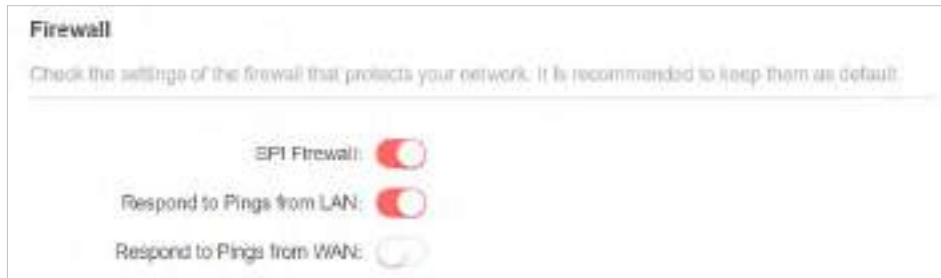 Firewall
Check the settings of the firewall that protects your network. It is recommended to keep them as default.
SPI Firewall:
Respond to Pings from LAN:
Respond to Pings from WAN: